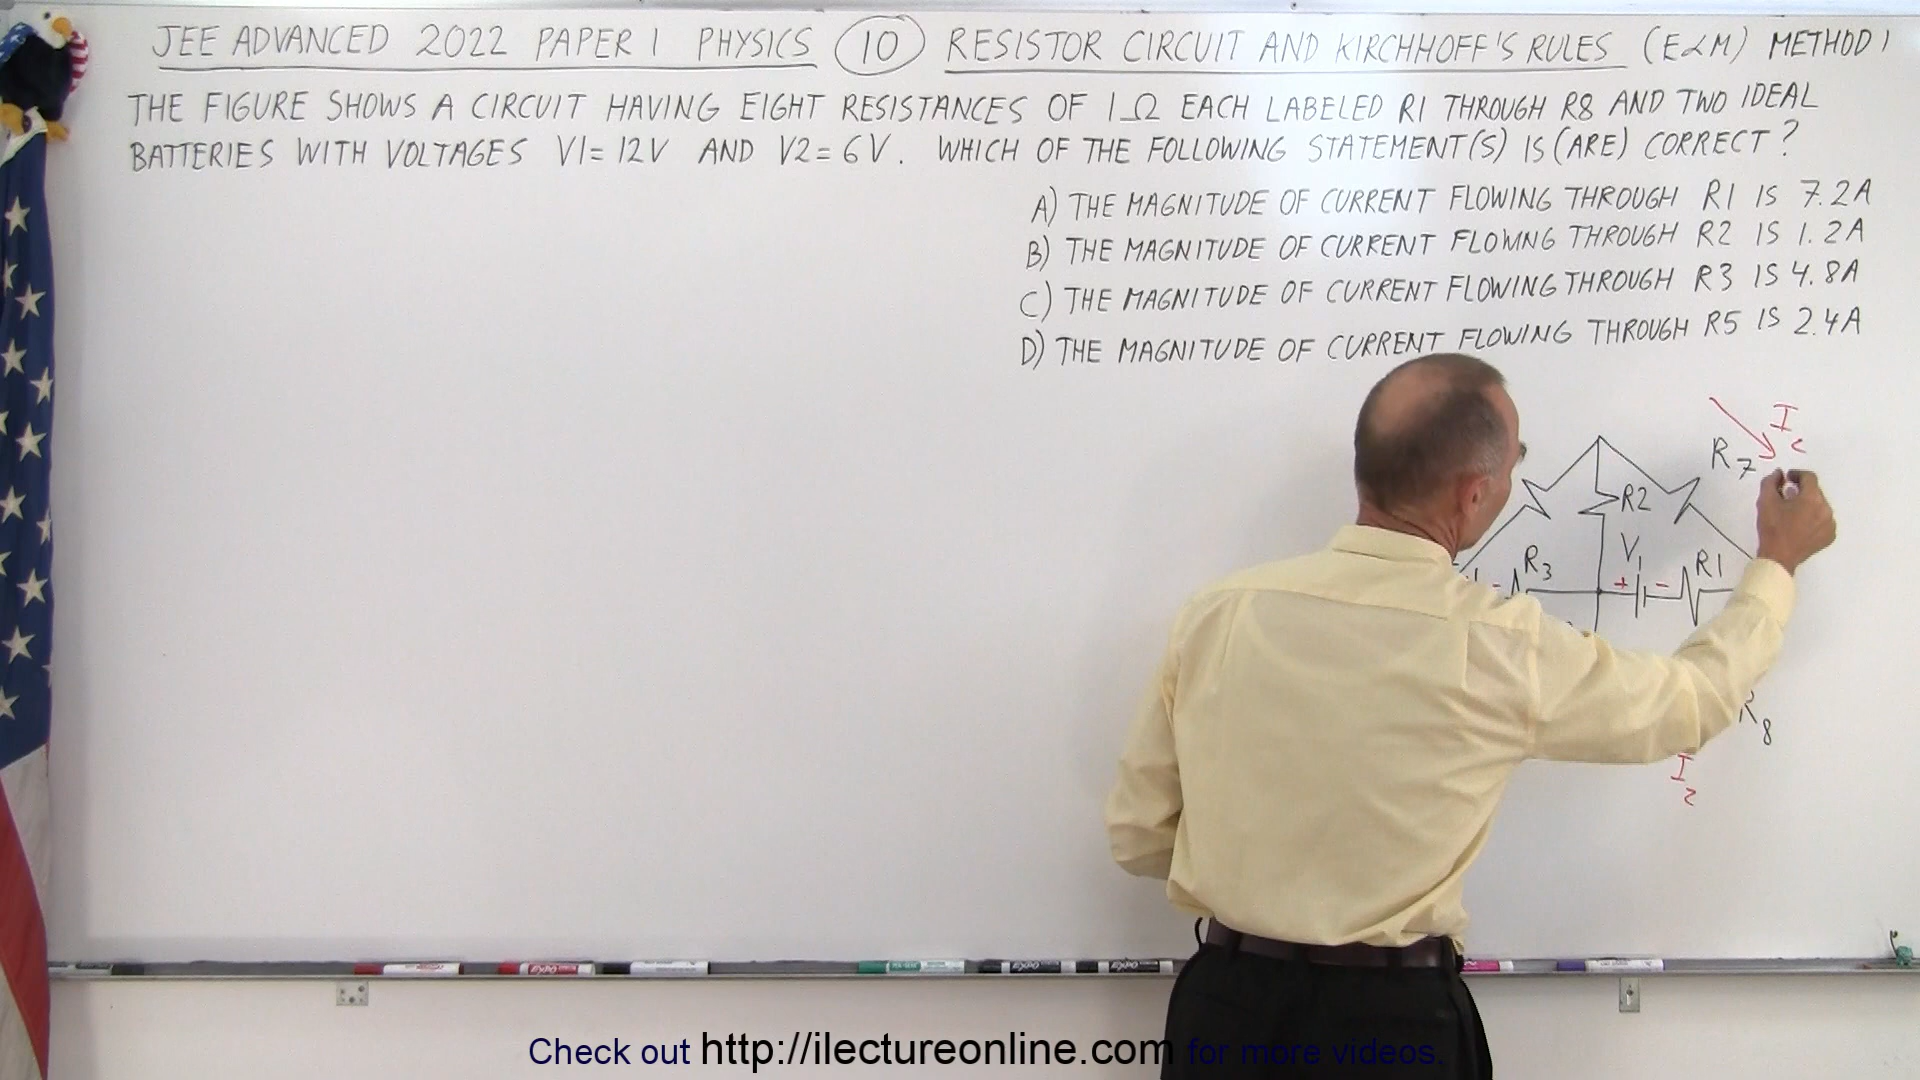 JEE ADVANCED 2022 PAPER 1 PHYSICS (10) RESISTOR CIRCUIT AND KIRCHHOFF'S RULES (E&M) METHOD 1
THE FIGURE SHOWS A CIRCUIT HAVING EIGHT RESISTANCES OF 1Ω EACH LABELED R1 THROUGH R8 AND TWO IDEAL
BATTERIES WITH VOLTAGES V1=12V AND V2=6V. WHICH OF THE FOLLOWING STATEMENT(S) IS(ARE) CORRECT?
A) THE MAGNITUDE OF CURRENT FLOWING THROUGH R1 IS 7.2A
B) THE MAGNITUDE OF CURRENT FLOWNG THROUGH R2 IS 1.2A
C) THE MAGNITUDE OF CURRENT FLOWING THROUGH R3 IS 4.8A
D) THE MAGNITUDE OF CURRENT FLOWING THROUGH R5 IS 2.4A
I
R7
R2
V1
R3
R1
+ -
-
R8
I2
Check out http://ilectureonline.com for more videos.